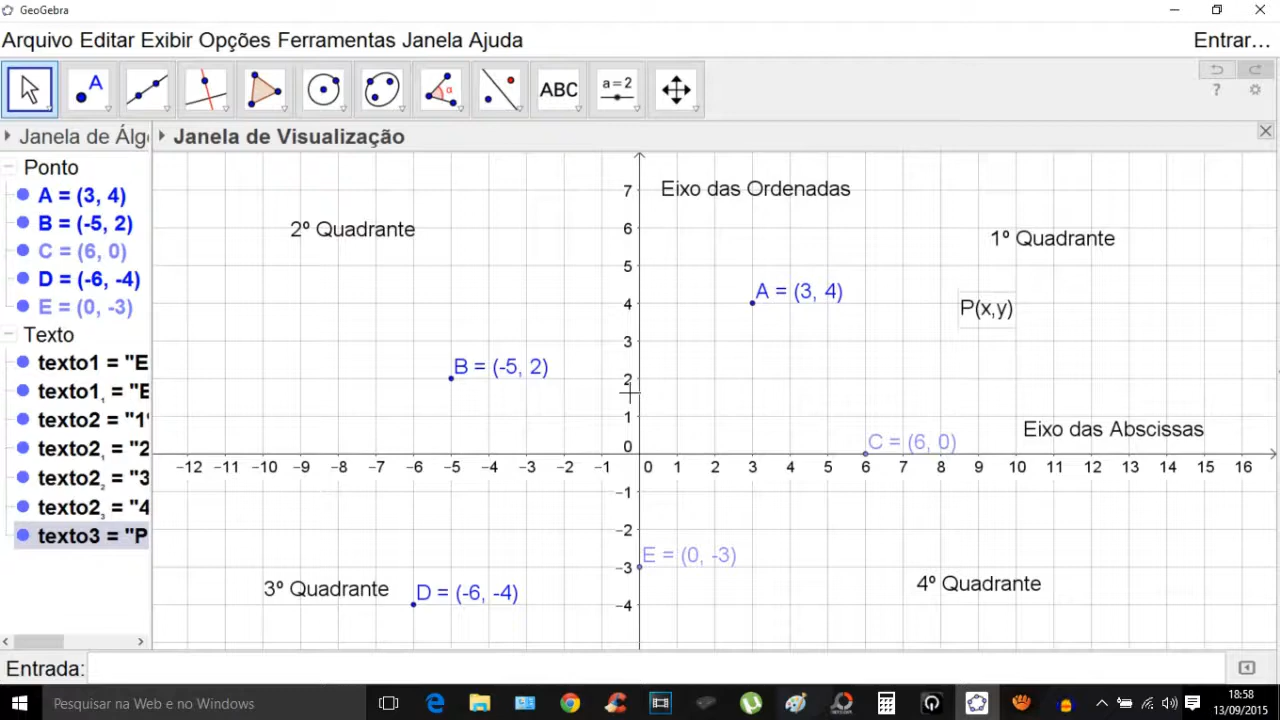 GeoGebra
Arquivo Editar Exibir Opções Ferramentas Janela Ajuda
Entrar...
A
α
ABC
a=2
?
Janela de Álg
Janela de Visualização
Ponto
A = (3, 4)
B = (-5, 2)
C = (6, 0)
D = (-6, -4)
E = (0, -3)
Texto
texto1 = "E
texto1₁ = "E
texto2 = "1º
texto2₁ = "2
texto2₂ = "3
texto2₃ = "4
texto3 = "P
7
Eixo das Ordenadas
2º Quadrante
6
1º Quadrante
5
4
A = (3, 4)
P(x,y)
3
B = (-5, 2)
2
1
Eixo das Abscissas
0
C = (6, 0)
−12 −11 −10 −9 −8 −7 −6 −5 −4 −3 −2 −1 0 1 2 3 4 5 6 7 8 9 10 11 12 13 14 15 16
−1
−2
E = (0, -3)
−3
3º Quadrante
D = (-6, -4)
4º Quadrante
−4
Entrada:
Pesquisar na Web e no Windows
18:58
13/09/2015